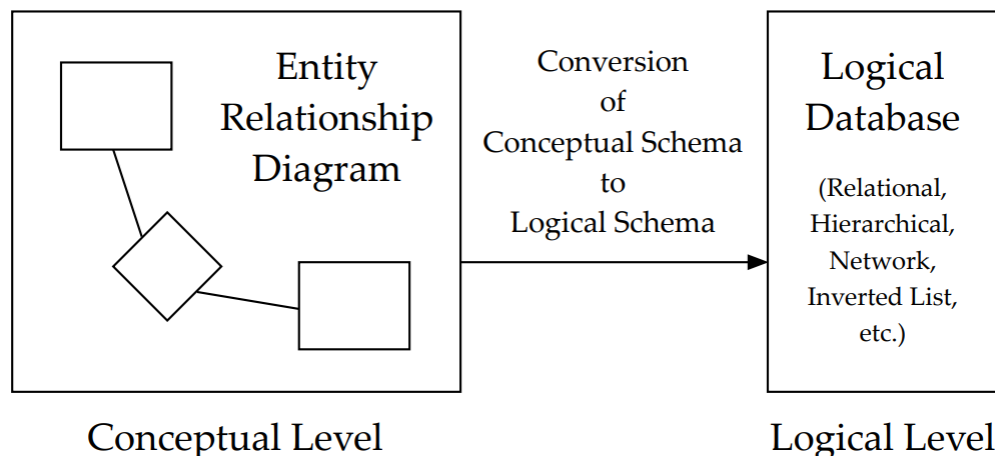 Entity
Relationship
Diagram
Conversion
of
Conceptual Schema
to
Logical Schema
Logical
Database
(Relational,
Hierarchical,
Network,
Inverted List,
etc.)
Conceptual Level
Logical Level